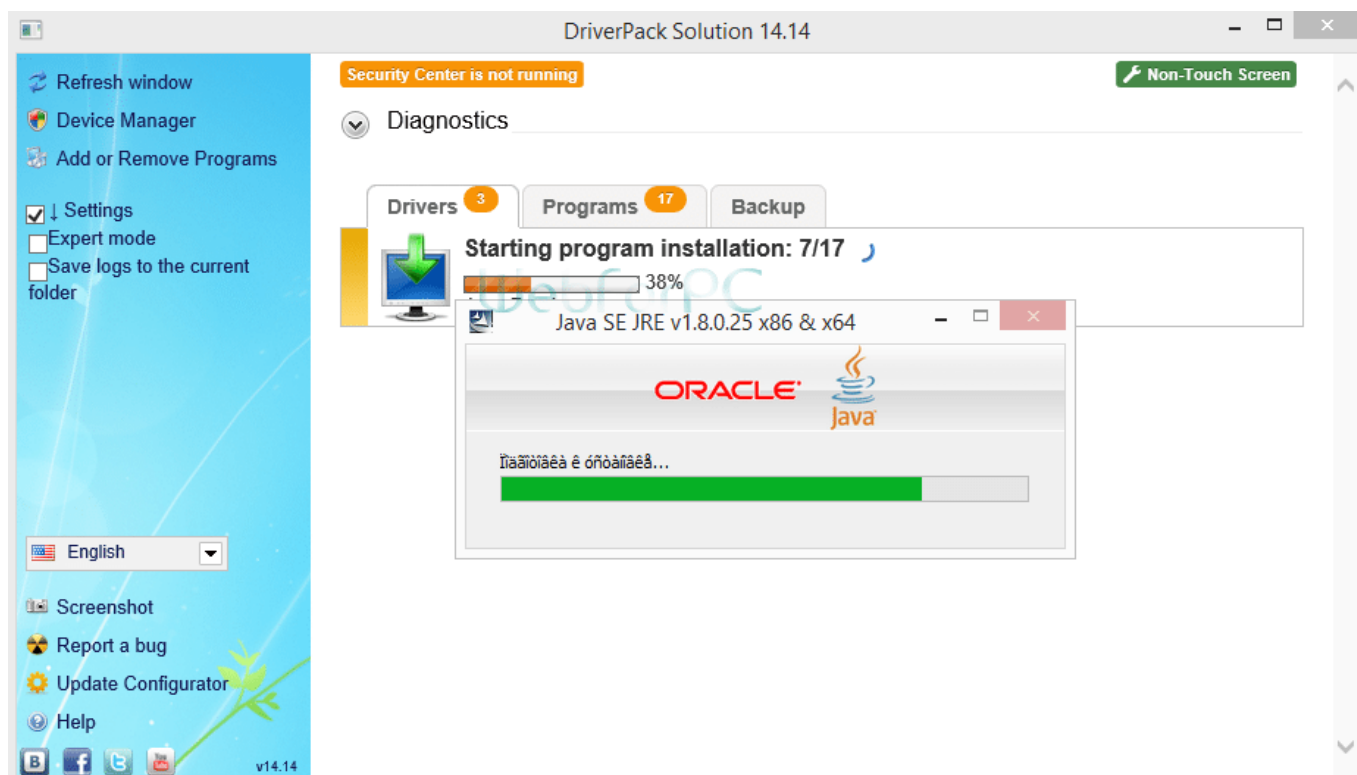 DriverPack Solution 14.14
Refresh window
Device Manager
Add or Remove Programs
↓ Settings
Expert mode
Save logs to the current
folder
English
Screenshot
Report a bug
Update Configurator
Help
v14.14
Security Center is not running
Non-Touch Screen
Diagnostics
Drivers 3
Programs 17
Backup
Starting program installation: 7/17
38%
WebForPC
Java SE JRE v1.8.0.25 x86 & x64
ORACLE
Java